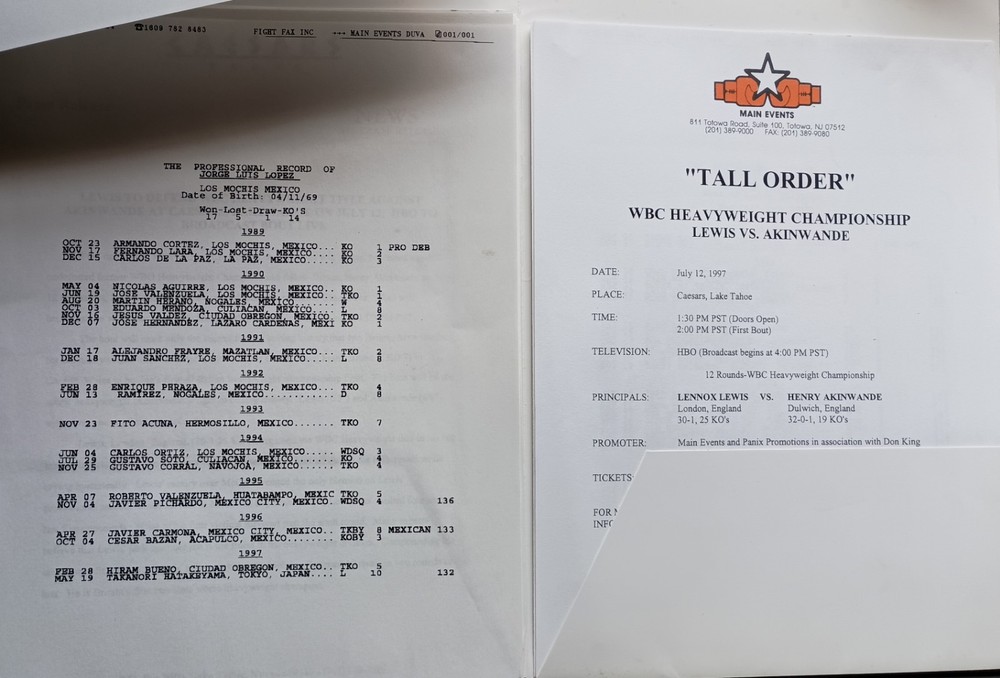 ☎1609 782 8463 FIGHT FAX INC →→→ MAIN EVENTS DUVA 001/001
THE PROFESSIONAL RECORD OF
JORGE LUIS LOPEZ
LOS MOCHIS MEXICO
Date of Birth: 04/11/69
Won-Lost-Draw-KO'S
17 5 1 14
1989
OCT 23 ARMANDO CORTEZ, LOS MOCHIS, MEXICO... KO 1 PRO DEB
NOV 17 FERNANDO LARA, LOS MOCHIS, MEXICO... KO 2
DEC 15 CARLOS DE LA PAZ, LA PAZ, MEXICO..... KO 3
1990
MAY 04 NICOLAS AGUIRRE, LOS MOCHIS, MEXICO.. KO 1
JUN 19 JOSE VALENZUELA, LOS MOCHIS, MEXICO.. TKO 1
AUG 20 MARTIN HERANO, NOGALES, MEXICO...... W 4
OCT 03 EDUARDO MENDOZA, CULIACAN, MEXICO... L 8
NOV 16 JESUS VALDEZ, CIUDAD OBREGON, MEXICO. TKO 2
DEC 07 JOSE HERNANDEZ, LAZARO CARDENAS, MEXI KO 1
1991
JAN 17 ALEJANDRO FRAYRE, MAZATLAN, MEXICO... TKO 2
DEC 18 JUAN SANCHEZ, LOS MOCHIS, MEXICO..... L 8
1992
FEB 28 ENRIQUE PERAZA, LOS MOCHIS, MEXICO... TKO 4
JUN 13 RAMIREZ, NOGALES, MEXICO............ D 8
1993
NOV 23 FITO ACUNA, HERMOSILLO, MEXICO....... TKO 7
1994
JUN 04 CARLOS ORTIZ, LOS MOCHIS, MEXICO.... WDSQ 3
JUL 29 GUSTAVO SOTO, CULIACAN, MEXICO...... KO 4
NOV 25 GUSTAVO CORRAL, NAVOJOA, MEXICO..... TKO 4
1995
APR 07 ROBERTO VALENZUELA, HUATABAMPO, MEXIC TKO 5
NOV 04 JAVIER PICHARDO, MEXICO CITY, MEXICO. WDSQ 4 136
1996
APR 27 JAVIER CARMONA, MEXICO CITY, MEXICO.. TKBY 8 MEXICAN 133
OCT 04 CESAR BAZAN, ACAPULCO, MEXICO........ KOBY 3
1997
FEB 28 HIRAM BUENO, CIUDAD OBREGON, MEXICO.. TKO 5
MAY 19 TAKANORI HATAKEYAMA, TOKYO, JAPAN.... L 10 132
MAIN EVENTS
811 Totowa Road, Suite 100, Totowa, NJ 07512
(201) 389-9000 FAX: (201) 389-9080
"TALL ORDER"
WBC HEAVYWEIGHT CHAMPIONSHIP
LEWIS VS. AKINWANDE
DATE: July 12, 1997
PLACE: Caesars, Lake Tahoe
TIME: 1:30 PM PST (Doors Open)
2:00 PM PST (First Bout)
TELEVISION: HBO (Broadcast begins at 4:00 PM PST)
12 Rounds-WBC Heavyweight Championship
PRINCIPALS: LENNOX LEWIS VS. HENRY AKINWANDE
London, England Dulwich, England
30-1, 25 KO's 32-0-1, 19 KO's
PROMOTER: Main Events and Panix Promotions in association with Don King
TICKETS
FOR